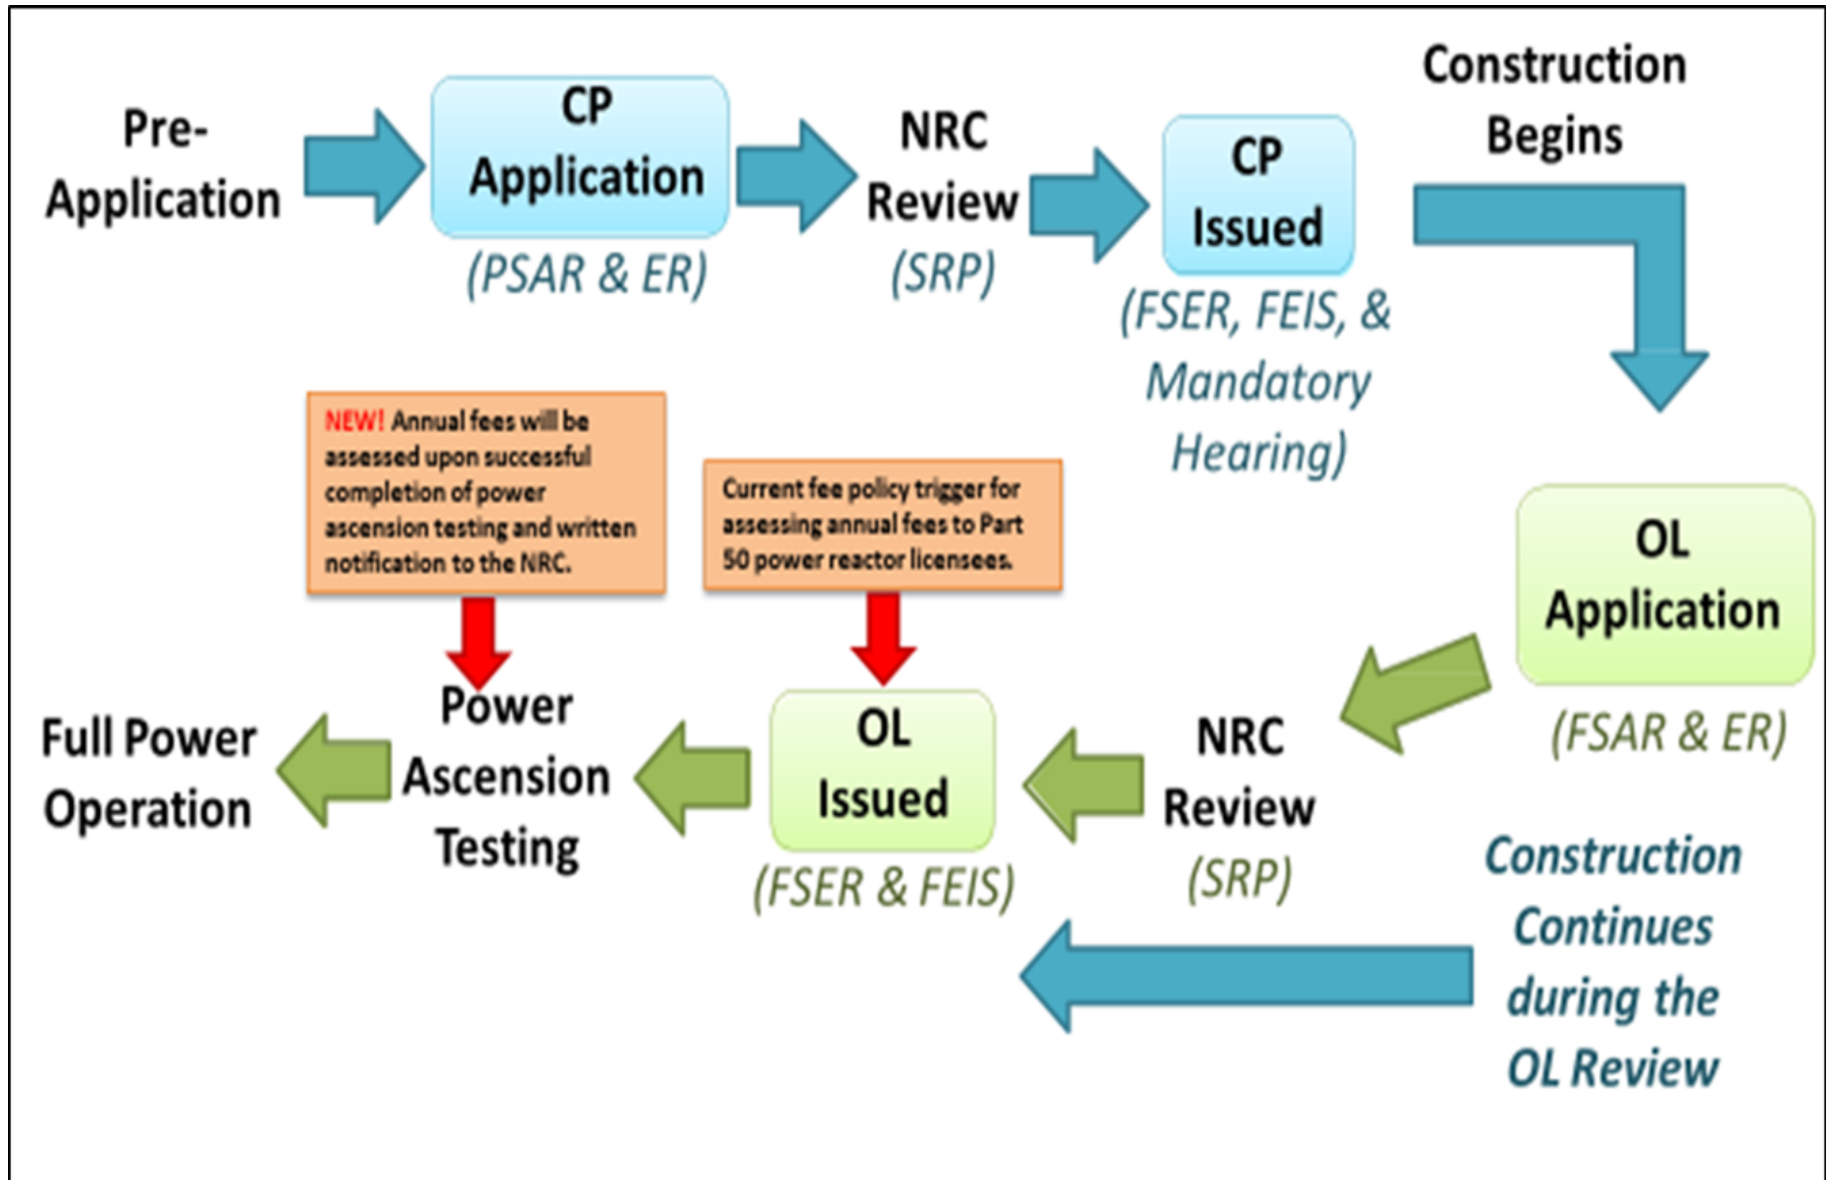 Pre-
Application
CP
Application
(PSAR & ER)
NRC
Review
(SRP)
CP
Issued
(FSER, FEIS, &
Mandatory
Hearing)
Construction
Begins
OL
Application
(FSAR & ER)
NRC
Review
(SRP)
Construction
Continues
during the
OL Review
Current fee policy trigger for
assessing annual fees to Part
50 power reactor licensees.
OL
Issued
(FSER & FEIS)
NEW! Annual fees will be
assessed upon successful
completion of power
ascension testing and written
notification to the NRC.
Power
Ascension
Testing
Full Power
Operation